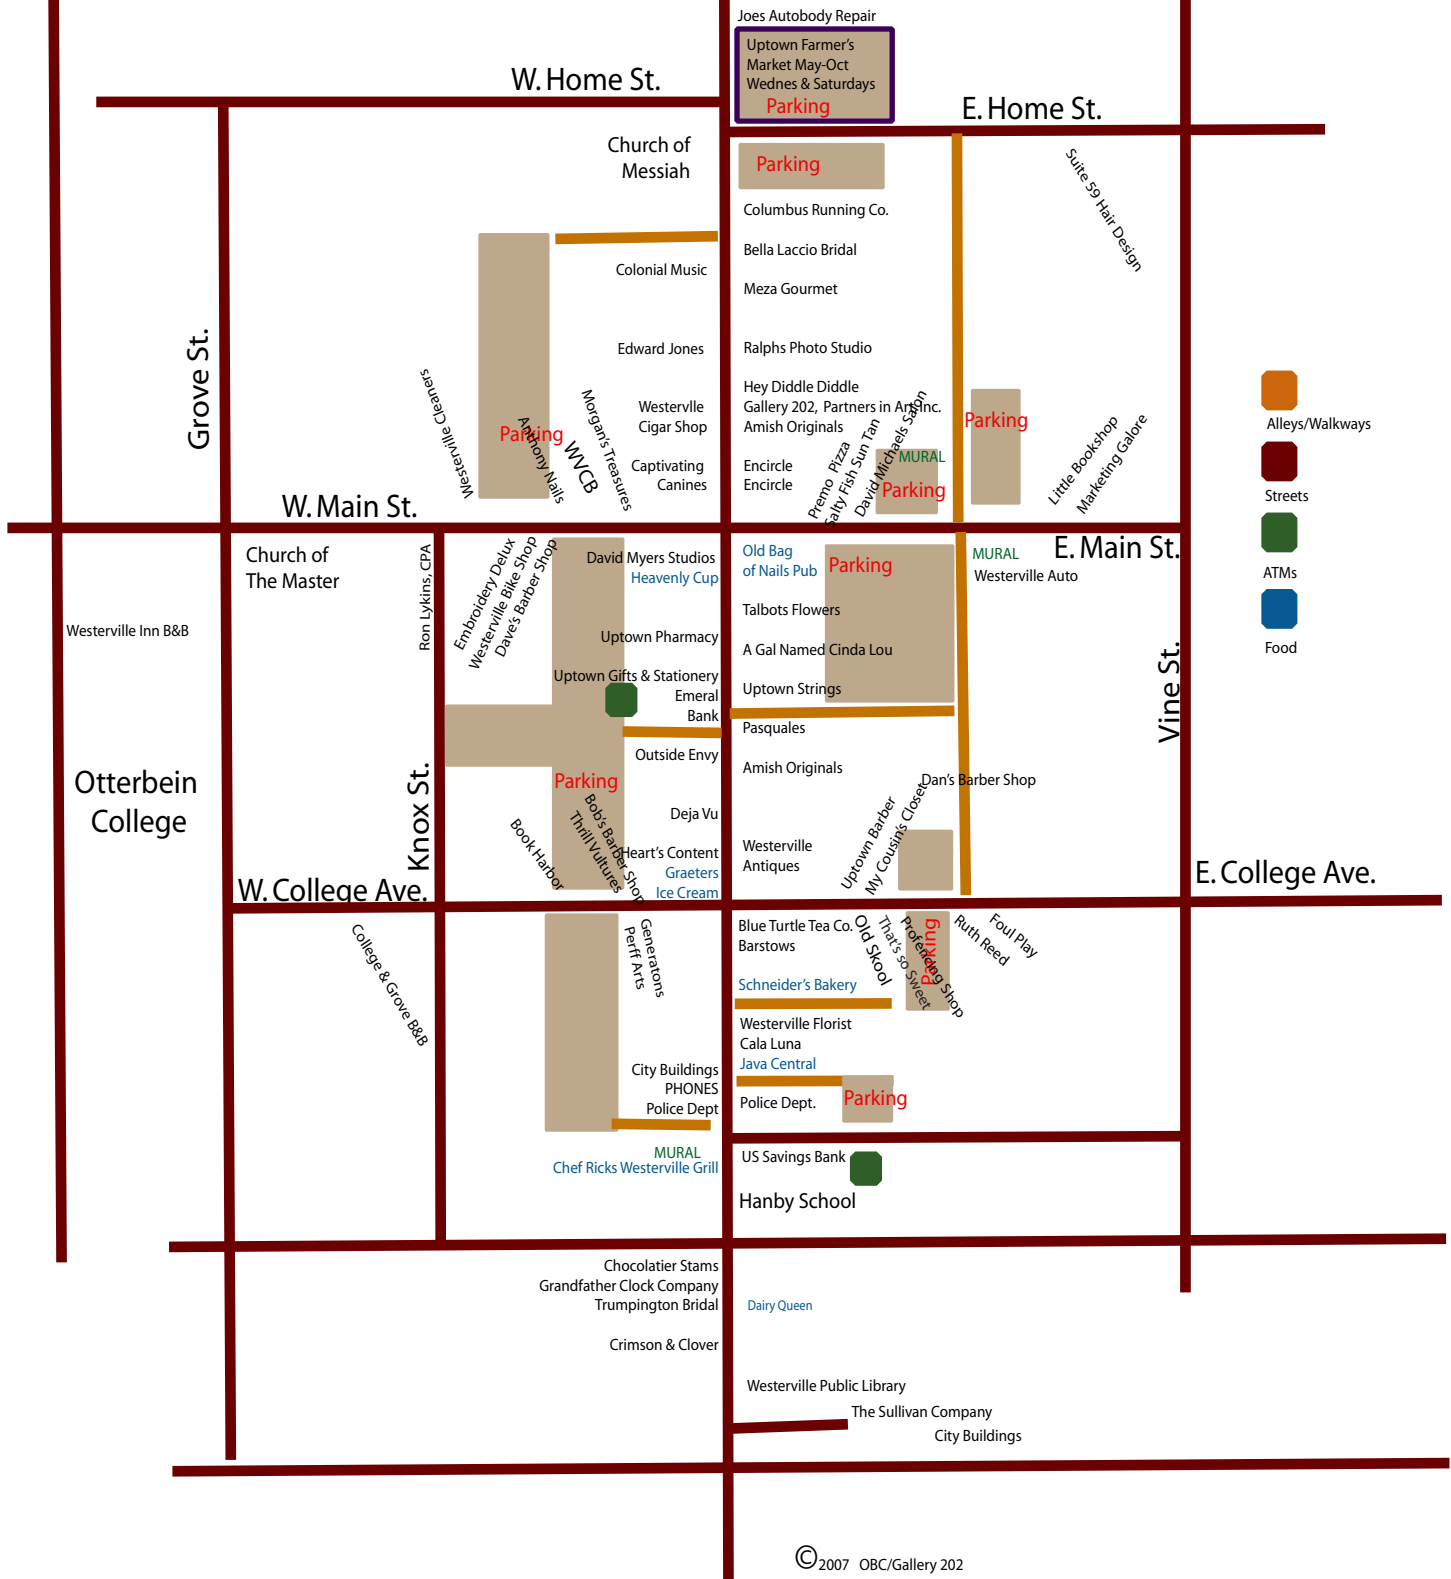 Joes Autobody Repair
Uptown Farmer's
Market May-Oct
Wednes & Saturdays
Parking
W. Home St.
E. Home St.
Church of
Messiah
Parking
Suite 59 Hair Design
Columbus Running Co.
Bella Laccio Bridal
Colonial Music
Meza Gourmet
Grove St.
Edward Jones
Ralphs Photo Studio
Westerville Cleaners
Parking
Anthony Nails
WVCB
Morgan's Treasures
Westervlle
Cigar Shop
Captivating
Canines
Hey Diddle Diddle
Gallery 202, Partners in Art Inc.
Amish Originals
Encircle
Encircle
Premo Pizza
Salty Fish Sun Tan
David Michaels Salon
MURAL
Parking
Parking
Little Bookshop
Marketing Galore
Alleys/Walkways
Streets
ATMs
Food
W. Main St.
E. Main St.
Church of
The Master
Westerville Inn B&B
Ron Lykins, CPA
Embroidery Delux
Westerville Bike Shop
Dave's Barber Shop
David Myers Studios
Heavenly Cup
Uptown Pharmacy
Uptown Gifts & Stationery
Emeral
Bank
Outside Envy
Deja Vu
Heart's Content
Graeters
Ice Cream
Parking
Bob's Barber Shop
Thrill Vultures
Book Harbor
Old Bag
of Nails Pub
Parking
MURAL
Westerville Auto
Talbots Flowers
A Gal Named Cinda Lou
Uptown Strings
Pasquales
Amish Originals
Dan's Barber Shop
Westerville
Antiques
Uptown Barber
My Cousin's Closet
Vine St.
Otterbein
College
Knox St.
W. College Ave.
E. College Ave.
College & Grove B&B
Generatons
Perff Arts
Blue Turtle Tea Co.
Barstows
Schneider's Bakery
Old Skool
That's so Sweet
Profencing Shop
Parking
Ruth Reed
Foul Play
Westerville Florist
Cala Luna
Java Central
City Buildings
PHONES
Police Dept
Police Dept.
Parking
MURAL
Chef Ricks Westerville Grill
US Savings Bank
Hanby School
Chocolatier Stams
Grandfather Clock Company
Trumpington Bridal
Dairy Queen
Crimson & Clover
Westerville Public Library
The Sullivan Company
City Buildings
© 2007 OBC/Gallery 202